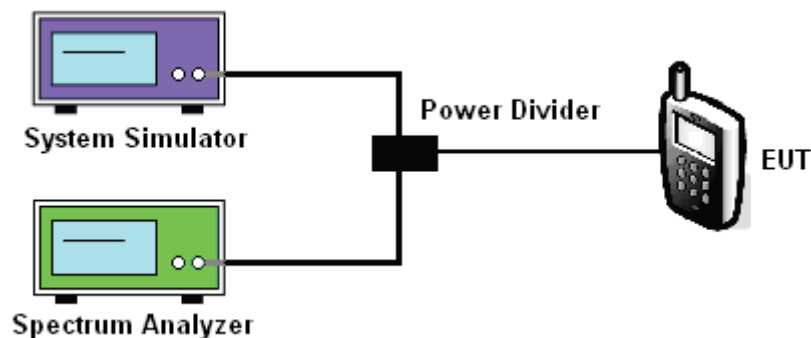 System Simulator
Power Divider
EUT
Spectrum Analyzer